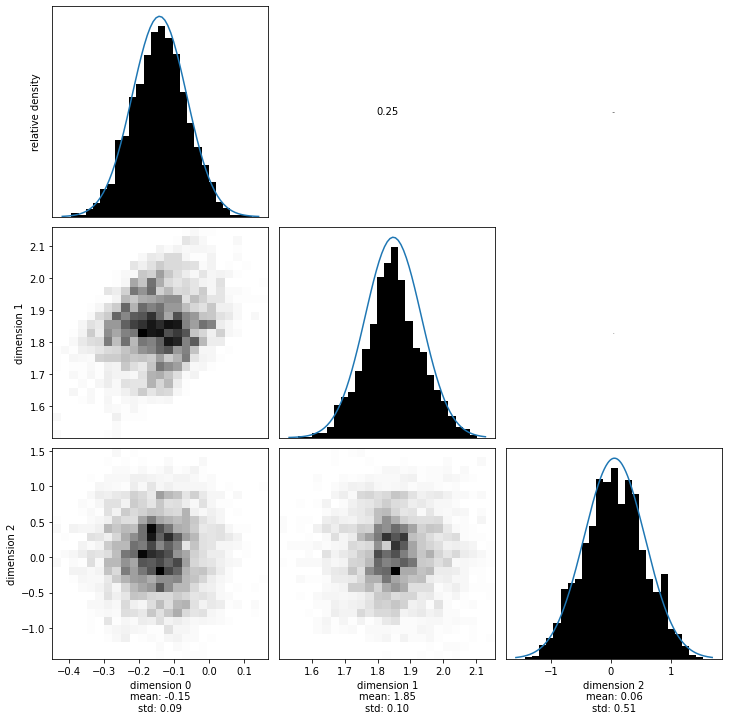 relative density
0.25
-
2.1
2.0
1.9
1.8
1.7
1.6
dimension 1
1.5
1.0
0.5
0.0
−0.5
−1.0
dimension 2
−0.4 −0.3 −0.2 −0.1 0.0 0.1
dimension 0
mean: -0.15
std: 0.09
1.6 1.7 1.8 1.9 2.0 2.1
dimension 1
mean: 1.85
std: 0.10
−1 0 1
dimension 2
mean: 0.06
std: 0.51